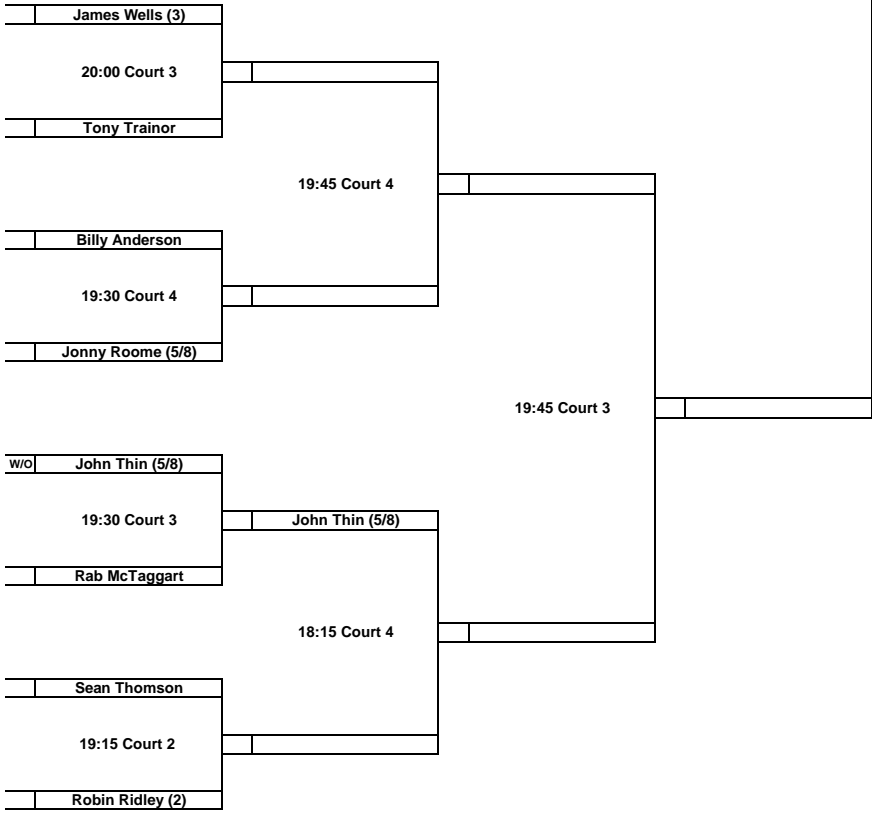 James Wells (3)
20:00 Court 3
Tony Trainor
19:45 Court 4
Billy Anderson
19:30 Court 4
Jonny Roome (5/8)
19:45 Court 3
W/O John Thin (5/8)
19:30 Court 3
John Thin (5/8)
Rab McTaggart
18:15 Court 4
Sean Thomson
19:15 Court 2
Robin Ridley (2)